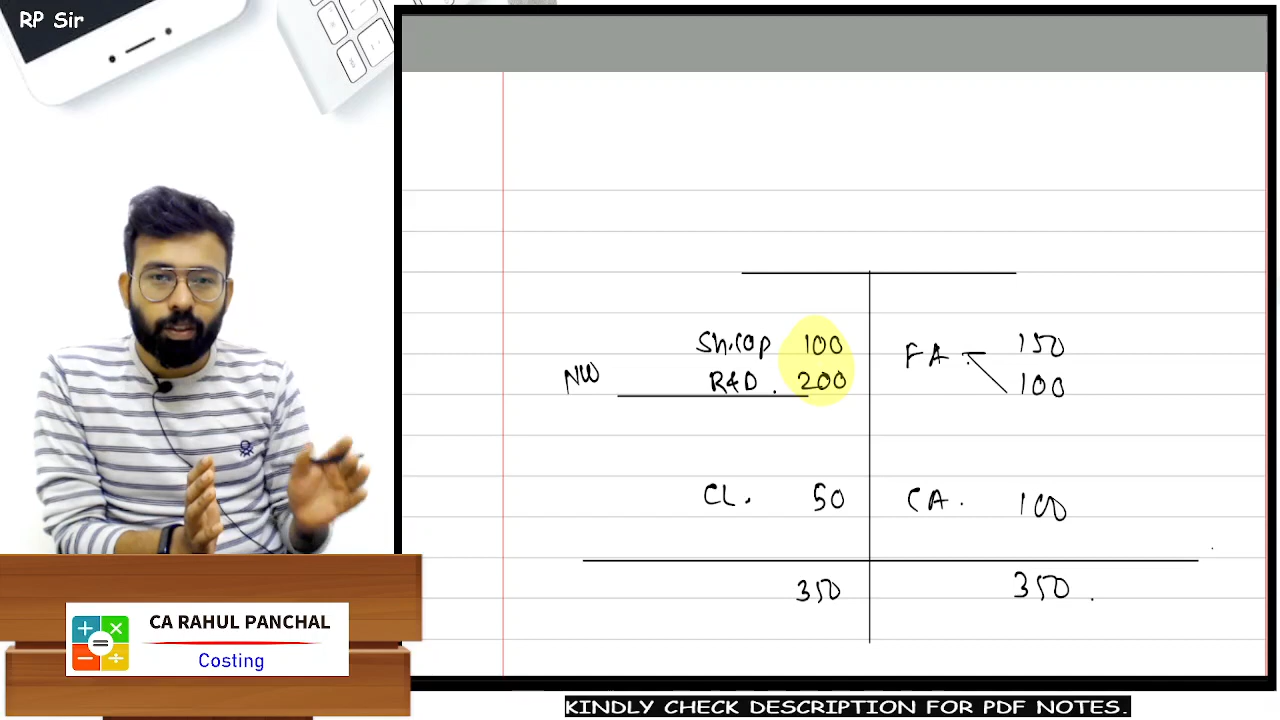 RP Sir
Sh.Cap 100
FA 150
NW R&D. 200
100
CL. 50
CA. 100
350
350.
CA RAHUL PANCHAL
Costing
KINDLY CHECK DESCRIPTION FOR PDF NOTES.